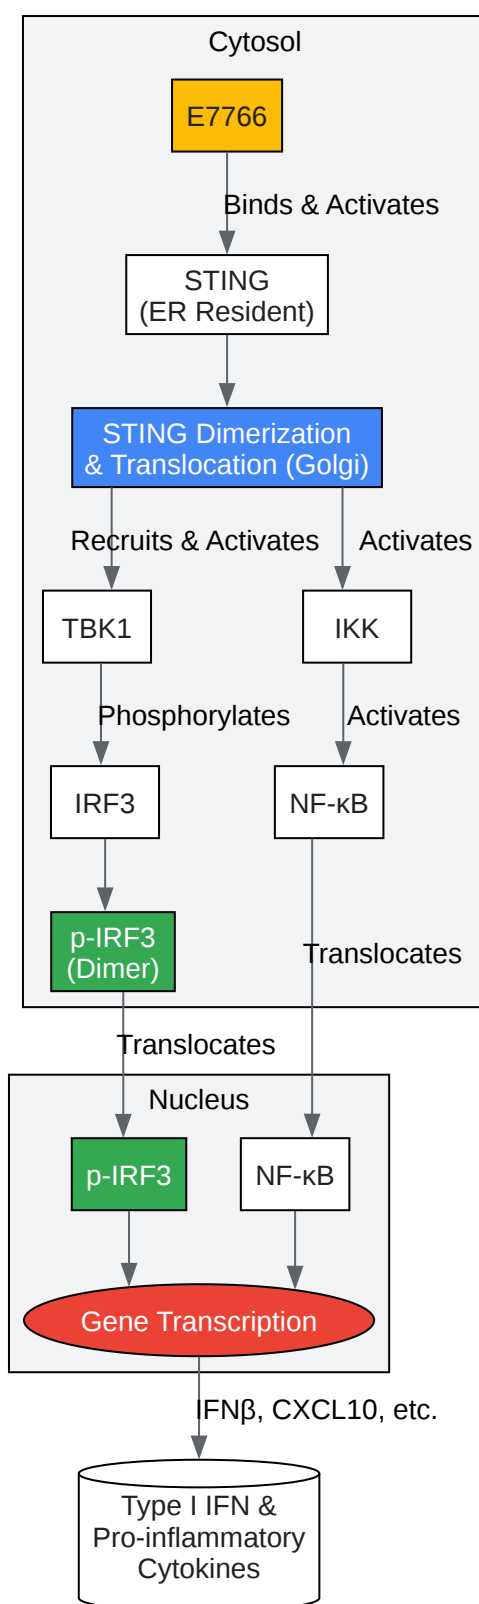 Cytosol
E7766
Binds & Activates
STING
(ER Resident)
STING Dimerization
& Translocation (Golgi)
Recruits & Activates
Activates
TBK1
IKK
Phosphorylates
Activates
IRF3
NF-κB
p-IRF3
(Dimer)
Translocates
Translocates
Nucleus
p-IRF3
NF-κB
Gene Transcription
IFNβ, CXCL10, etc.
Type I IFN &
Pro-inflammatory
Cytokines